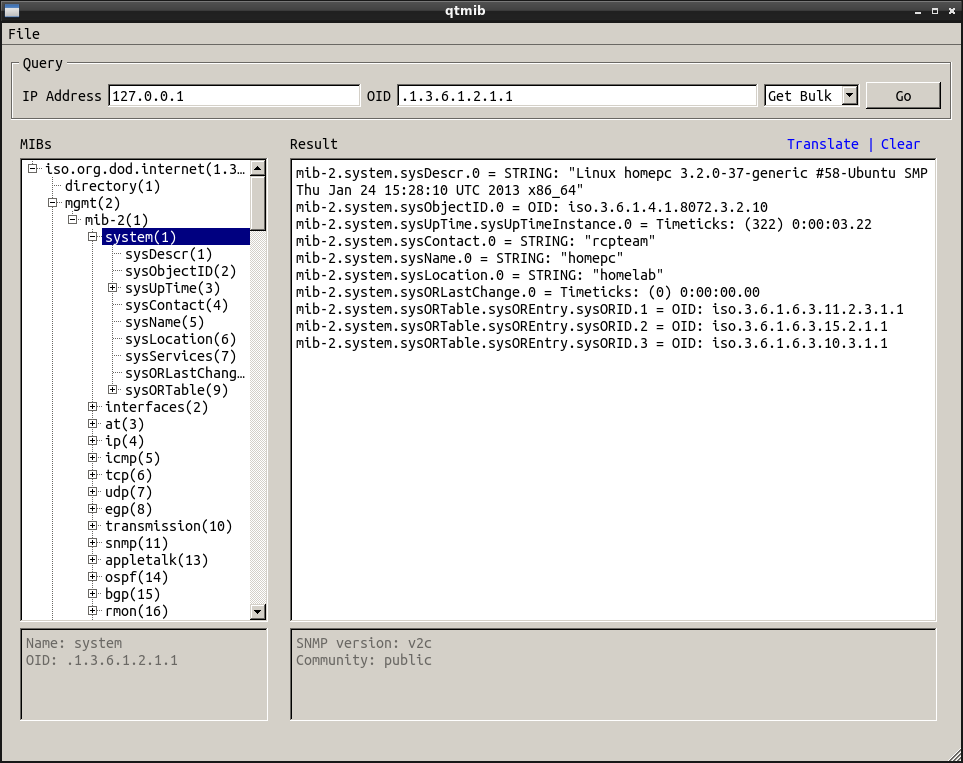 qtmib
File
Query
IP Address 127.0.0.1 OID .1.3.6.1.2.1.1 Get Bulk Go
MIBs
iso.org.dod.internet(1.3...
directory(1)
mgmt(2)
mib-2(1)
system(1)
sysDescr(1)
sysObjectID(2)
sysUpTime(3)
sysContact(4)
sysName(5)
sysLocation(6)
sysServices(7)
sysORLastChang...
sysORTable(9)
interfaces(2)
at(3)
ip(4)
icmp(5)
tcp(6)
udp(7)
egp(8)
transmission(10)
snmp(11)
appletalk(13)
ospf(14)
bgp(15)
rmon(16)
Name: system
OID: .1.3.6.1.2.1.1
Result Translate | Clear
mib-2.system.sysDescr.0 = STRING: "Linux homepc 3.2.0-37-generic #58-Ubuntu SMP
Thu Jan 24 15:28:10 UTC 2013 x86_64"
mib-2.system.sysObjectID.0 = OID: iso.3.6.1.4.1.8072.3.2.10
mib-2.system.sysUpTime.sysUpTimeInstance.0 = Timeticks: (322) 0:00:03.22
mib-2.system.sysContact.0 = STRING: "rcpteam"
mib-2.system.sysName.0 = STRING: "homepc"
mib-2.system.sysLocation.0 = STRING: "homelab"
mib-2.system.sysORLastChange.0 = Timeticks: (0) 0:00:00.00
mib-2.system.sysORTable.sysOREntry.sysORID.1 = OID: iso.3.6.1.6.3.11.2.3.1.1
mib-2.system.sysORTable.sysOREntry.sysORID.2 = OID: iso.3.6.1.6.3.15.2.1.1
mib-2.system.sysORTable.sysOREntry.sysORID.3 = OID: iso.3.6.1.6.3.10.3.1.1
SNMP version: v2c
Community: public